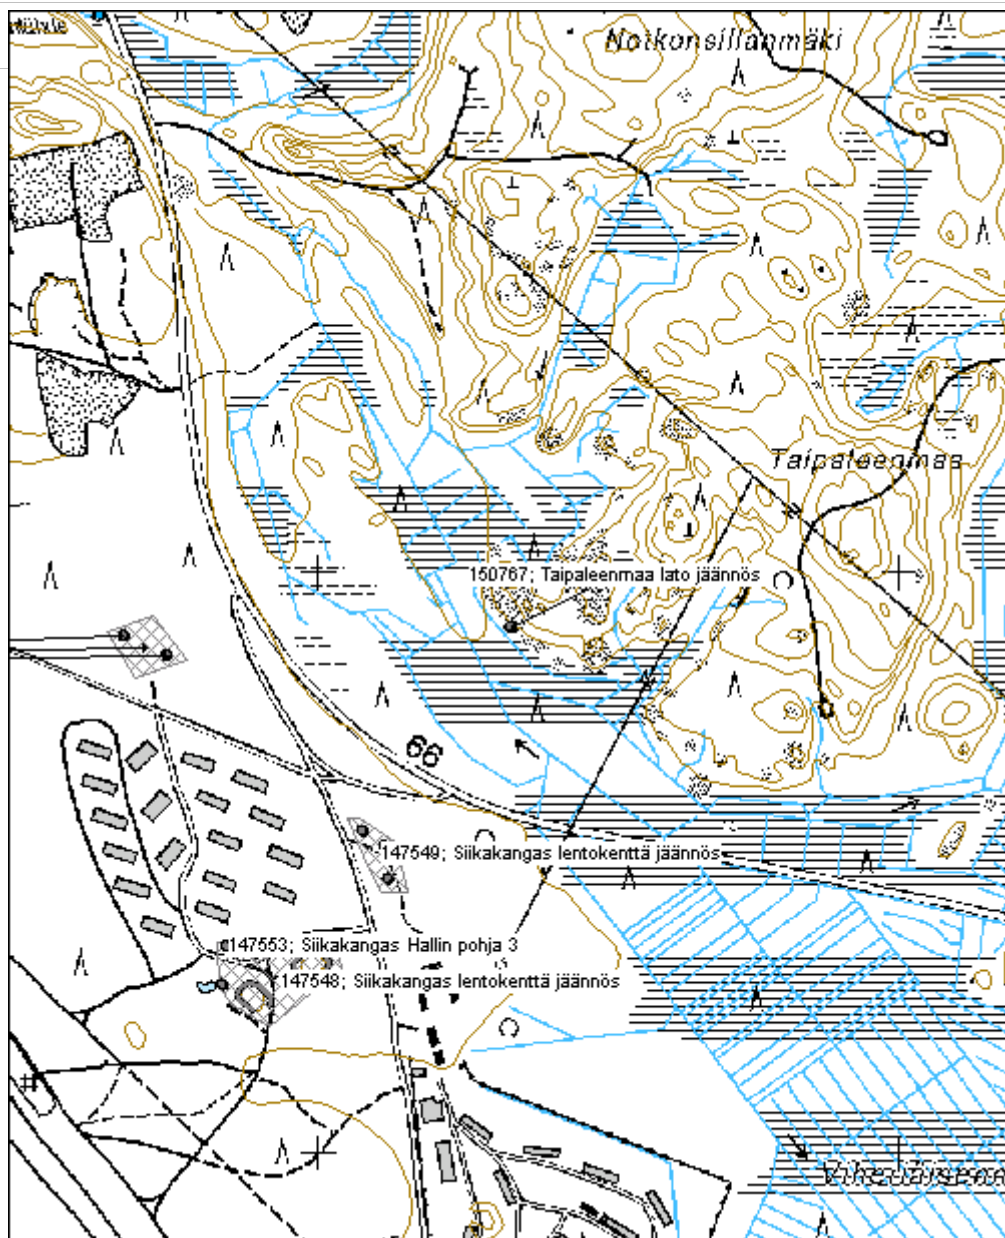 Notkonsillanmäki
Taipaleenmaa
150767; Taipaleenmaa lato jäännös
66
147549; Siikakangas lentokenttä jäännös
147553; Siikakangas Hallin pohja 3
147548; Siikakangas lentokenttä jäännös